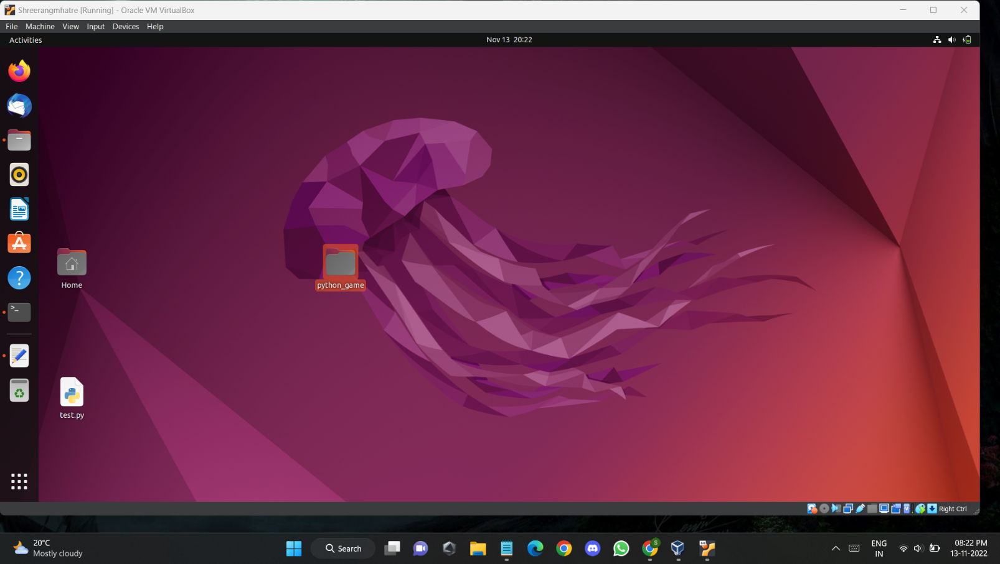 Shreerangmhatre [Running] - Oracle VM VirtualBox
File Machine View Input Devices Help
Activities
Nov 13 20:22
Home
python_game
test.py
Right Ctrl
20°C
Mostly cloudy
Search
S
ENG
IN
08:22 PM
13-11-2022